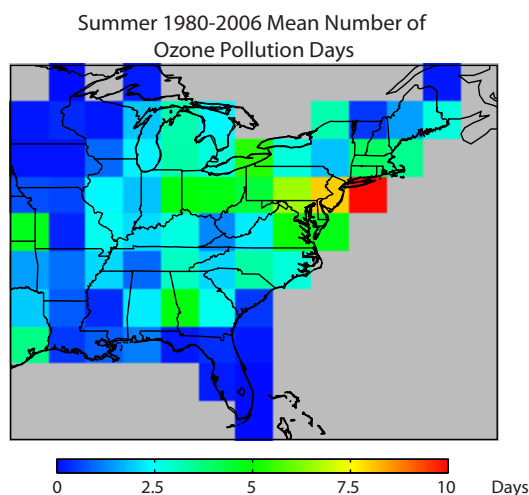 Summer 1980-2006 Mean Number of
Ozone Pollution Days
0 2.5 5 7.5 10 Days